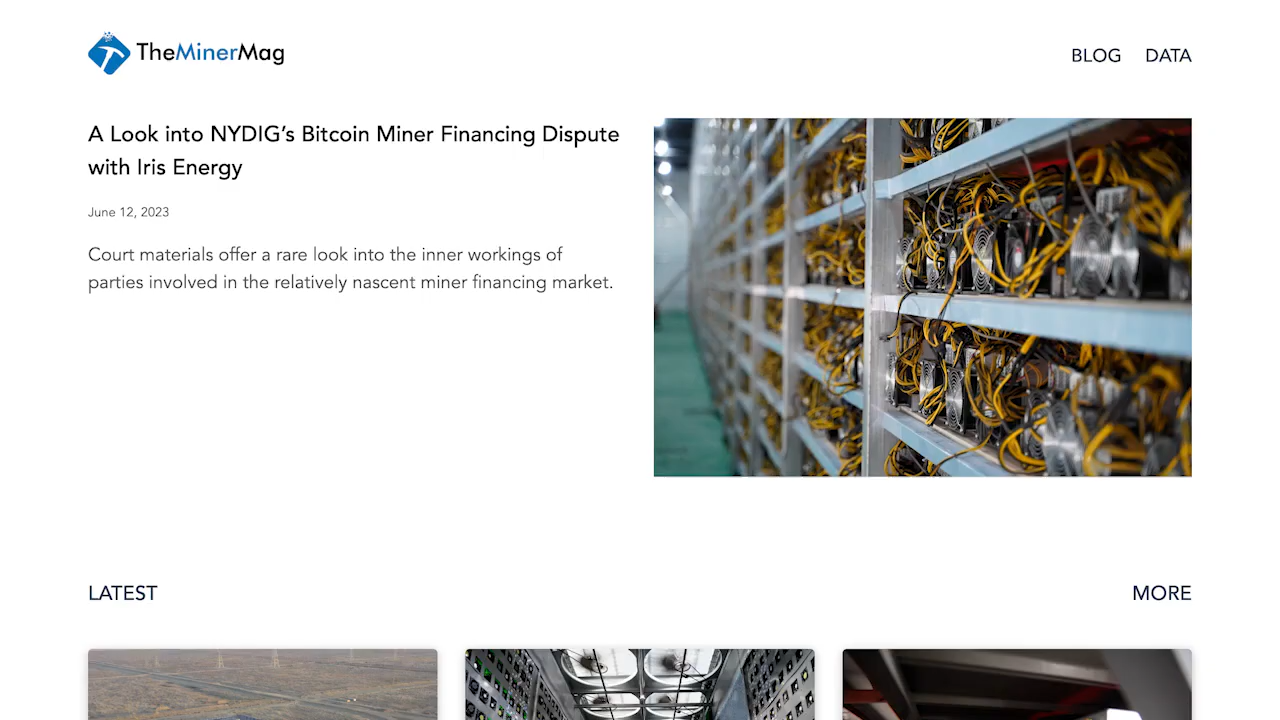 TheMinerMag
BLOG DATA
A Look into NYDIG’s Bitcoin Miner Financing Dispute
with Iris Energy
June 12, 2023
Court materials offer a rare look into the inner workings of
parties involved in the relatively nascent miner financing market.
LATEST
MORE